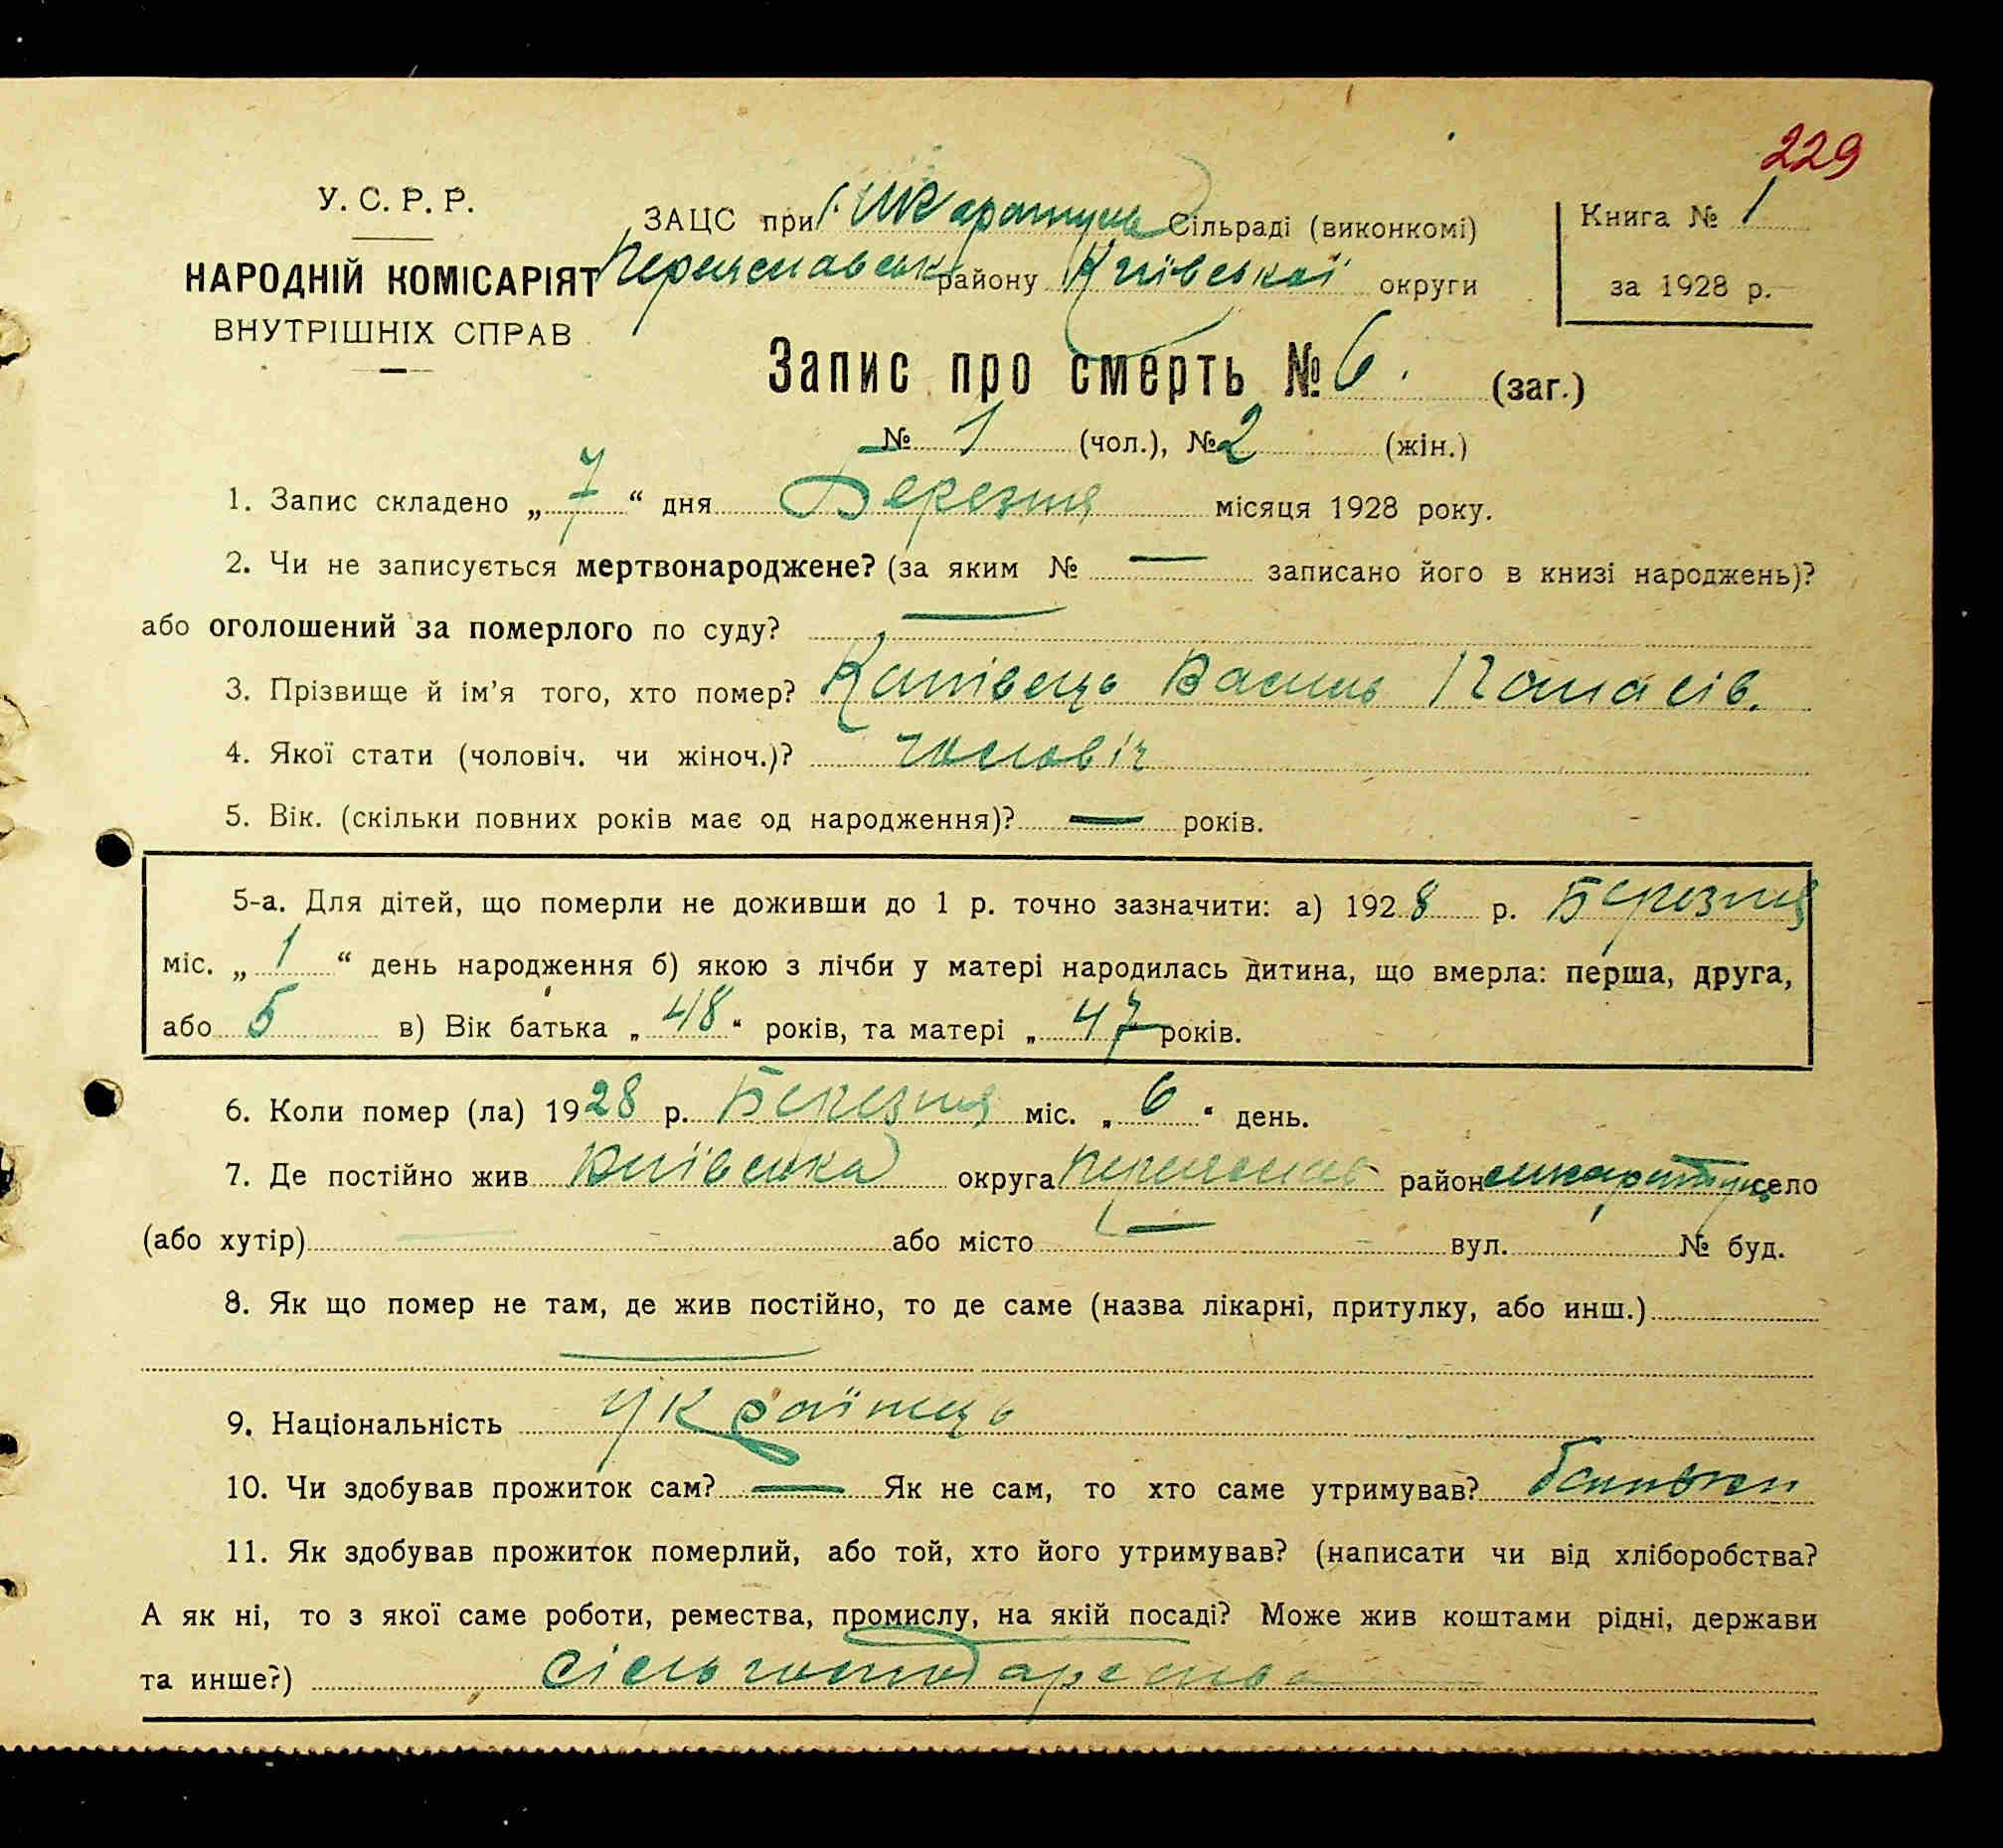 229
У. С. Р. Р.
НАРОДНІЙ КОМІСАРІЯТ
ВНУТРІШНІХ СПРАВ
ЗАЦС при Сільраді (виконкомі)
району Київської округи
Книга № 1
за 1928 р.
Запис про смерть № 6. (заг.)
№ 1 (чол.), № 2 (жін.)
1. Запис складено „ 7 “ дня Березня місяця 1928 року.
2. Чи не записується мертвонароджене? (за яким № — записано його в книзі народжень)?
або оголошений за померлого по суду? —
3. Прізвище й ім’я того, хто помер? Василь Панасів.
4. Якої стати (чоловіч. чи жіноч.)? чоловіч
5. Вік. (скільки повних років має од народження)? — років.
5-а. Для дітей, що померли не доживши до 1 р. точно зазначити: а) 1928 р. Березня
міс. „ 1 “ день народження б) якою з лічби у матері народилась дитина, що вмерла: перша, друга,
або 5 в) Вік батька „ 48 “ років, та матері „ 47 років.
6. Коли помер (ла) 1928 р. Березня міс. „ 6 “ день.
7. Де постійно жив Київська округа Переяслав район село
(або хутір) — або місто — вул. № буд.
8. Як що помер не там, де жив постійно, то де саме (назва лікарні, притулку, або инш.)
—
9. Національність Українець
10. Чи здобував прожиток сам? — Як не сам, то хто саме утримував? батьки
11. Як здобував прожиток померлий, або той, хто його утримував? (написати чи від хліборобства?
А як ні, то з якої саме роботи, ремества, промислу, на якій посаді? Може жив коштами рідні, держави
та инше?)